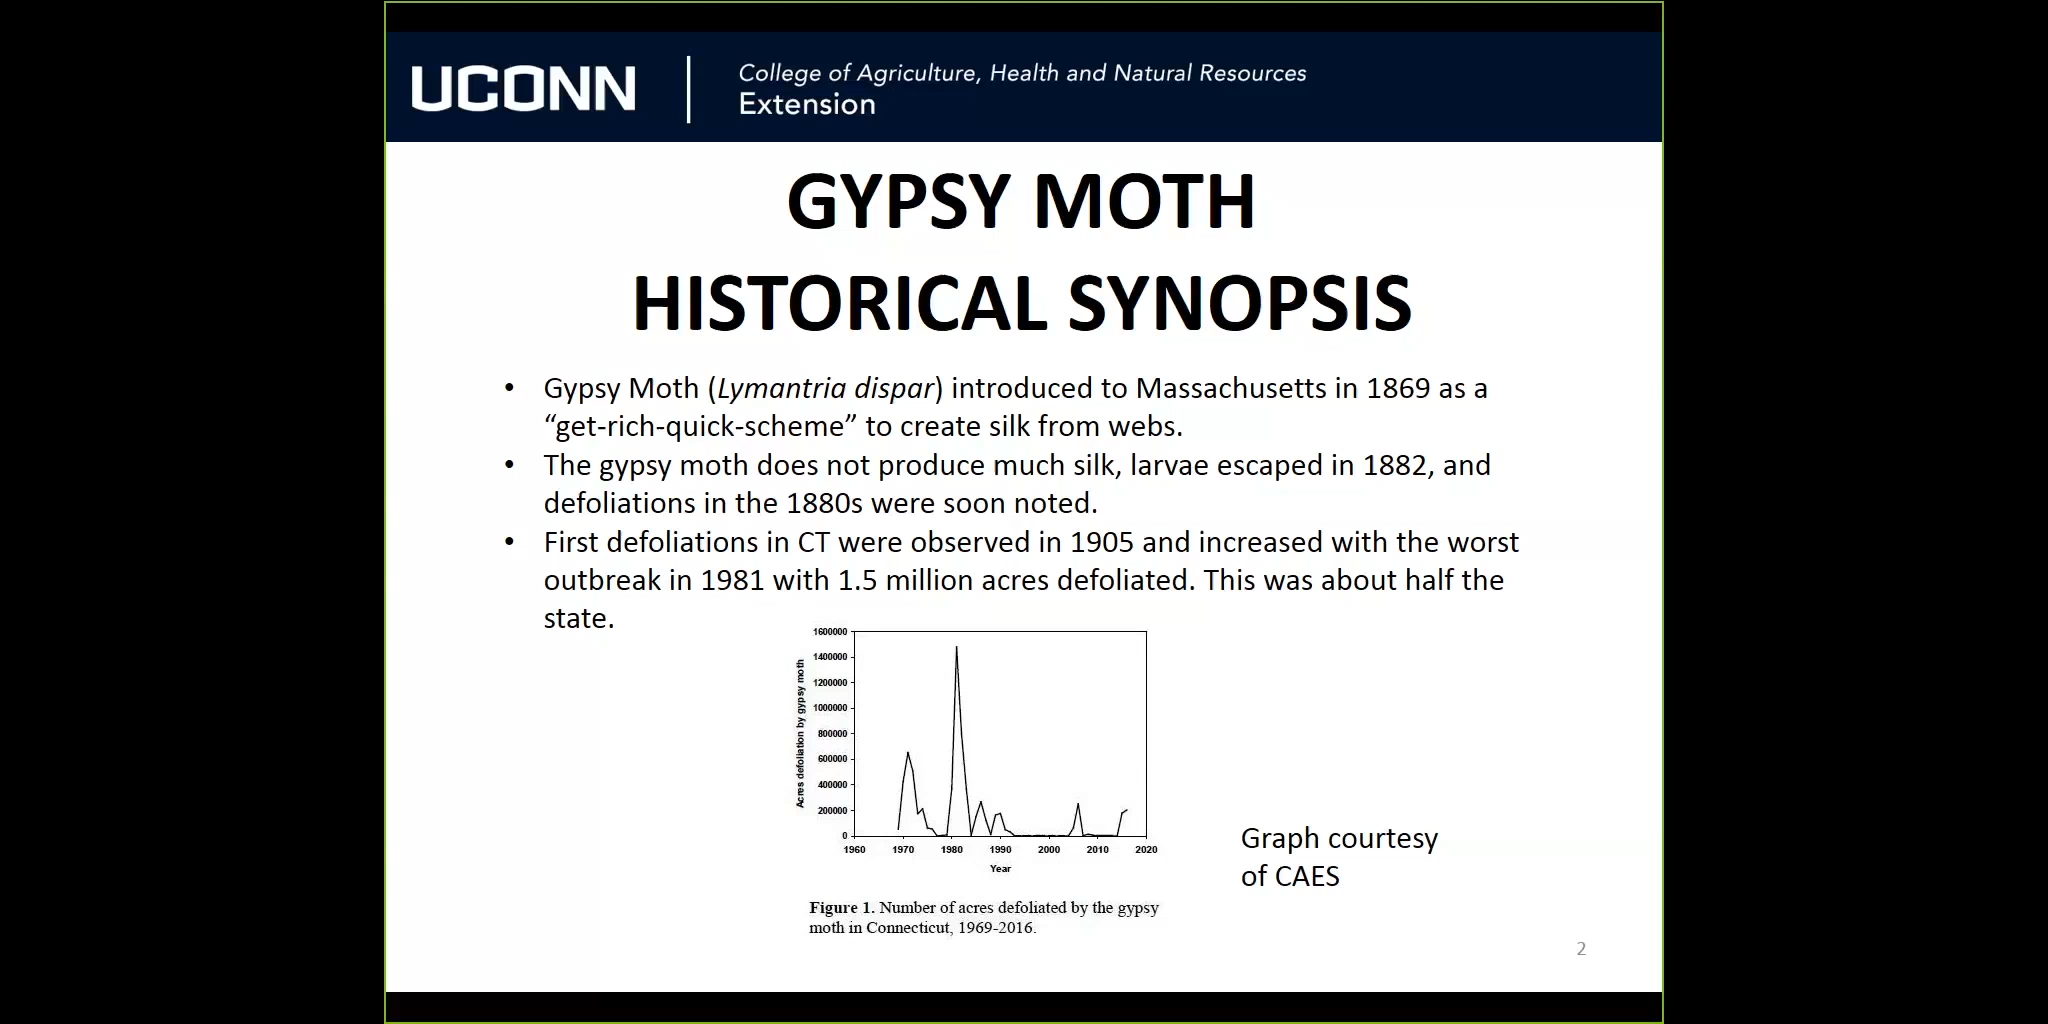 UCONN
College of Agriculture, Health and Natural Resources
Extension
GYPSY MOTH
HISTORICAL SYNOPSIS
• Gypsy Moth (Lymantria dispar) introduced to Massachusetts in 1869 as a
“get-rich-quick-scheme” to create silk from webs.
• The gypsy moth does not produce much silk, larvae escaped in 1882, and
defoliations in the 1880s were soon noted.
• First defoliations in CT were observed in 1905 and increased with the worst
outbreak in 1981 with 1.5 million acres defoliated. This was about half the
state.
Acres defoliation by gypsy moth
1600000
1400000
1200000
1000000
800000
600000
400000
200000
0
1960 1970 1980 1990 2000 2010 2020
Year
Figure 1. Number of acres defoliated by the gypsy
moth in Connecticut, 1969-2016.
Graph courtesy
of CAES
2